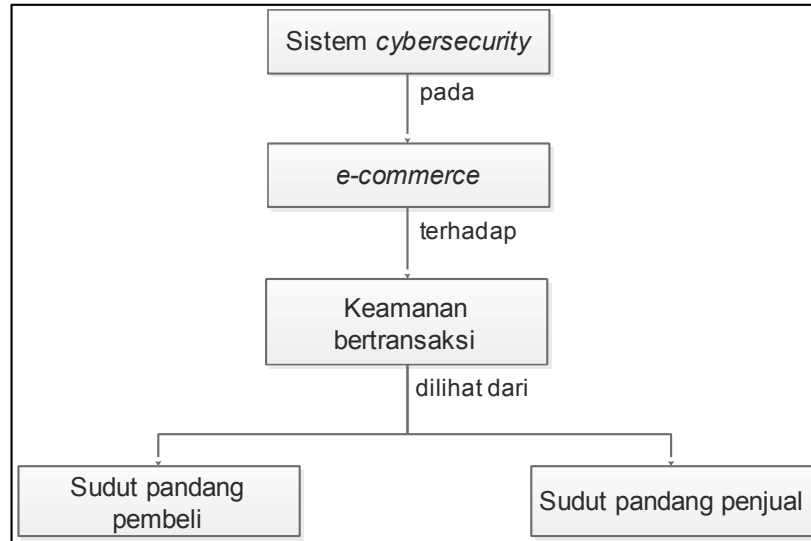 Sistem cybersecurity
pada
e-commerce
terhadap
Keamanan
bertransaksi
dilihat dari
Sudut pandang
pembeli
Sudut pandang penjual